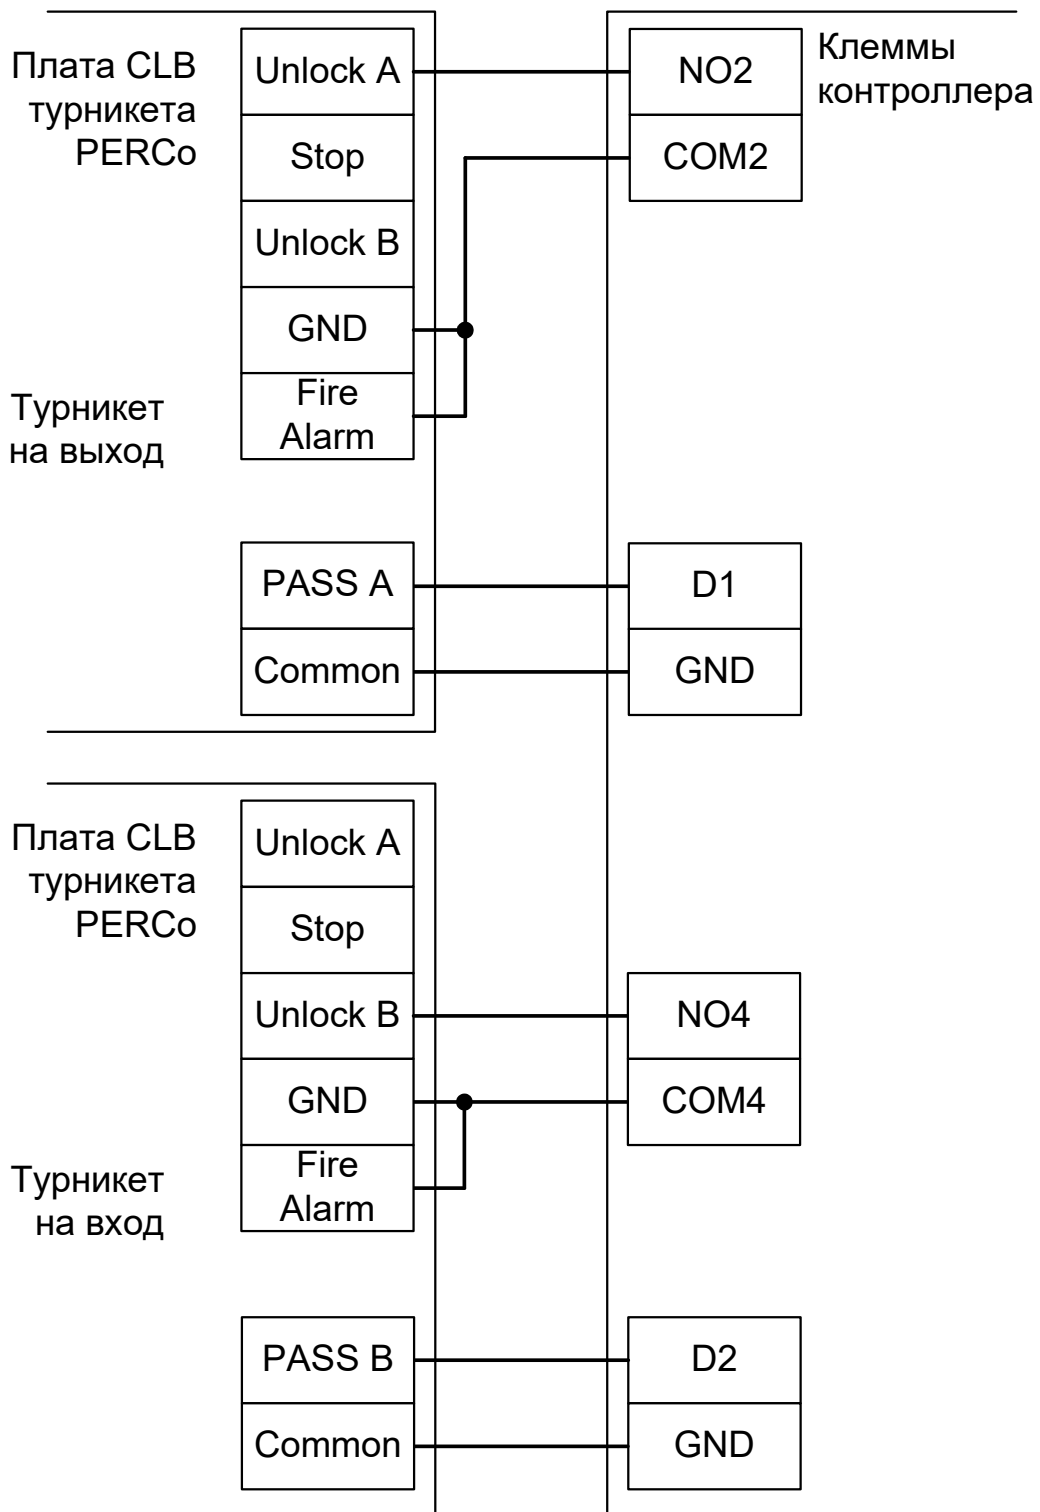 Плата CLB
турникета
PERCo
Unlock A
Stop
Unlock B
GND
Fire
Alarm
Турникет
на выход
PASS A
Common
NO2
COM2
Клеммы
контроллера
D1
GND
Плата CLB
турникета
PERCo
Unlock A
Stop
Unlock B
GND
Fire
Alarm
Турникет
на вход
PASS B
Common
NO4
COM4
D2
GND